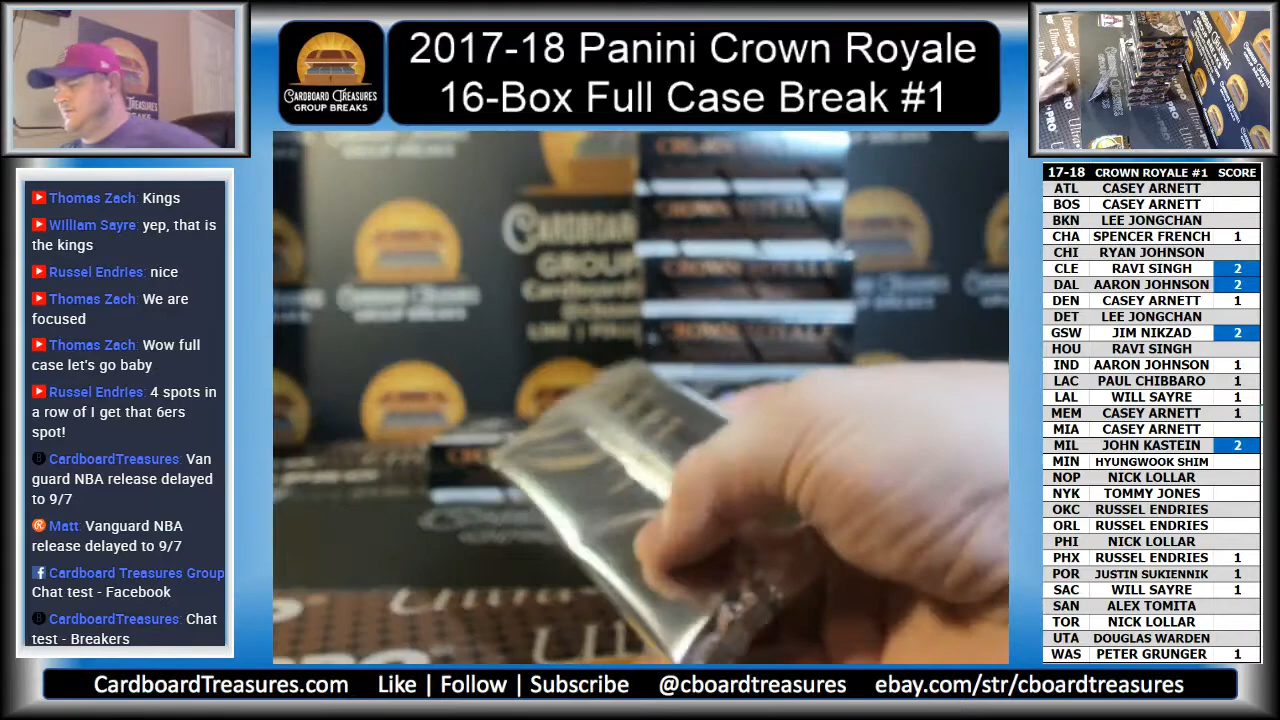 CARDBOARD TREASURES
GROUP BREAKS
2017-18 Panini Crown Royale
16-Box Full Case Break #1
Thomas Zach: Kings
William Sayre: yep, that is
the kings
Russel Endries: nice
Thomas Zach: We are
focused
Thomas Zach: Wow full
case let's go baby
Russel Endries: 4 spots in
a row of I get that 6ers
spot!
CardboardTreasures: Van
guard NBA release delayed
to 9/7
Matt: Vanguard NBA
release delayed to 9/7
Cardboard Treasures Group
Chat test - Facebook
CardboardTreasures: Chat
test - Breakers
CROWN ROYALE
CARDBOARD
GROUP
17-18 CROWN ROYALE #1 SCORE
ATL CASEY ARNETT
BOS CASEY ARNETT
BKN LEE JONGCHAN
CHA SPENCER FRENCH 1
CHI RYAN JOHNSON
CLE RAVI SINGH 2
DAL AARON JOHNSON 2
DEN CASEY ARNETT 1
DET LEE JONGCHAN
GSW JIM NIKZAD 2
HOU RAVI SINGH
IND AARON JOHNSON 1
LAC PAUL CHIBBARO 1
LAL WILL SAYRE 1
MEM CASEY ARNETT 1
MIA CASEY ARNETT
MIL JOHN KASTEIN 2
MIN HYUNGWOOK SHIM
NOP NICK LOLLAR
NYK TOMMY JONES
OKC RUSSEL ENDRIES
ORL RUSSEL ENDRIES
PHI NICK LOLLAR
PHX RUSSEL ENDRIES 1
POR JUSTIN SUKIENNIK 1
SAC WILL SAYRE 1
SAN ALEX TOMITA
TOR NICK LOLLAR
UTA DOUGLAS WARDEN
WAS PETER GRUNGER 1
CardboardTreasures.com Like | Follow | Subscribe @cboardtreasures ebay.com/str/cboardtreasures